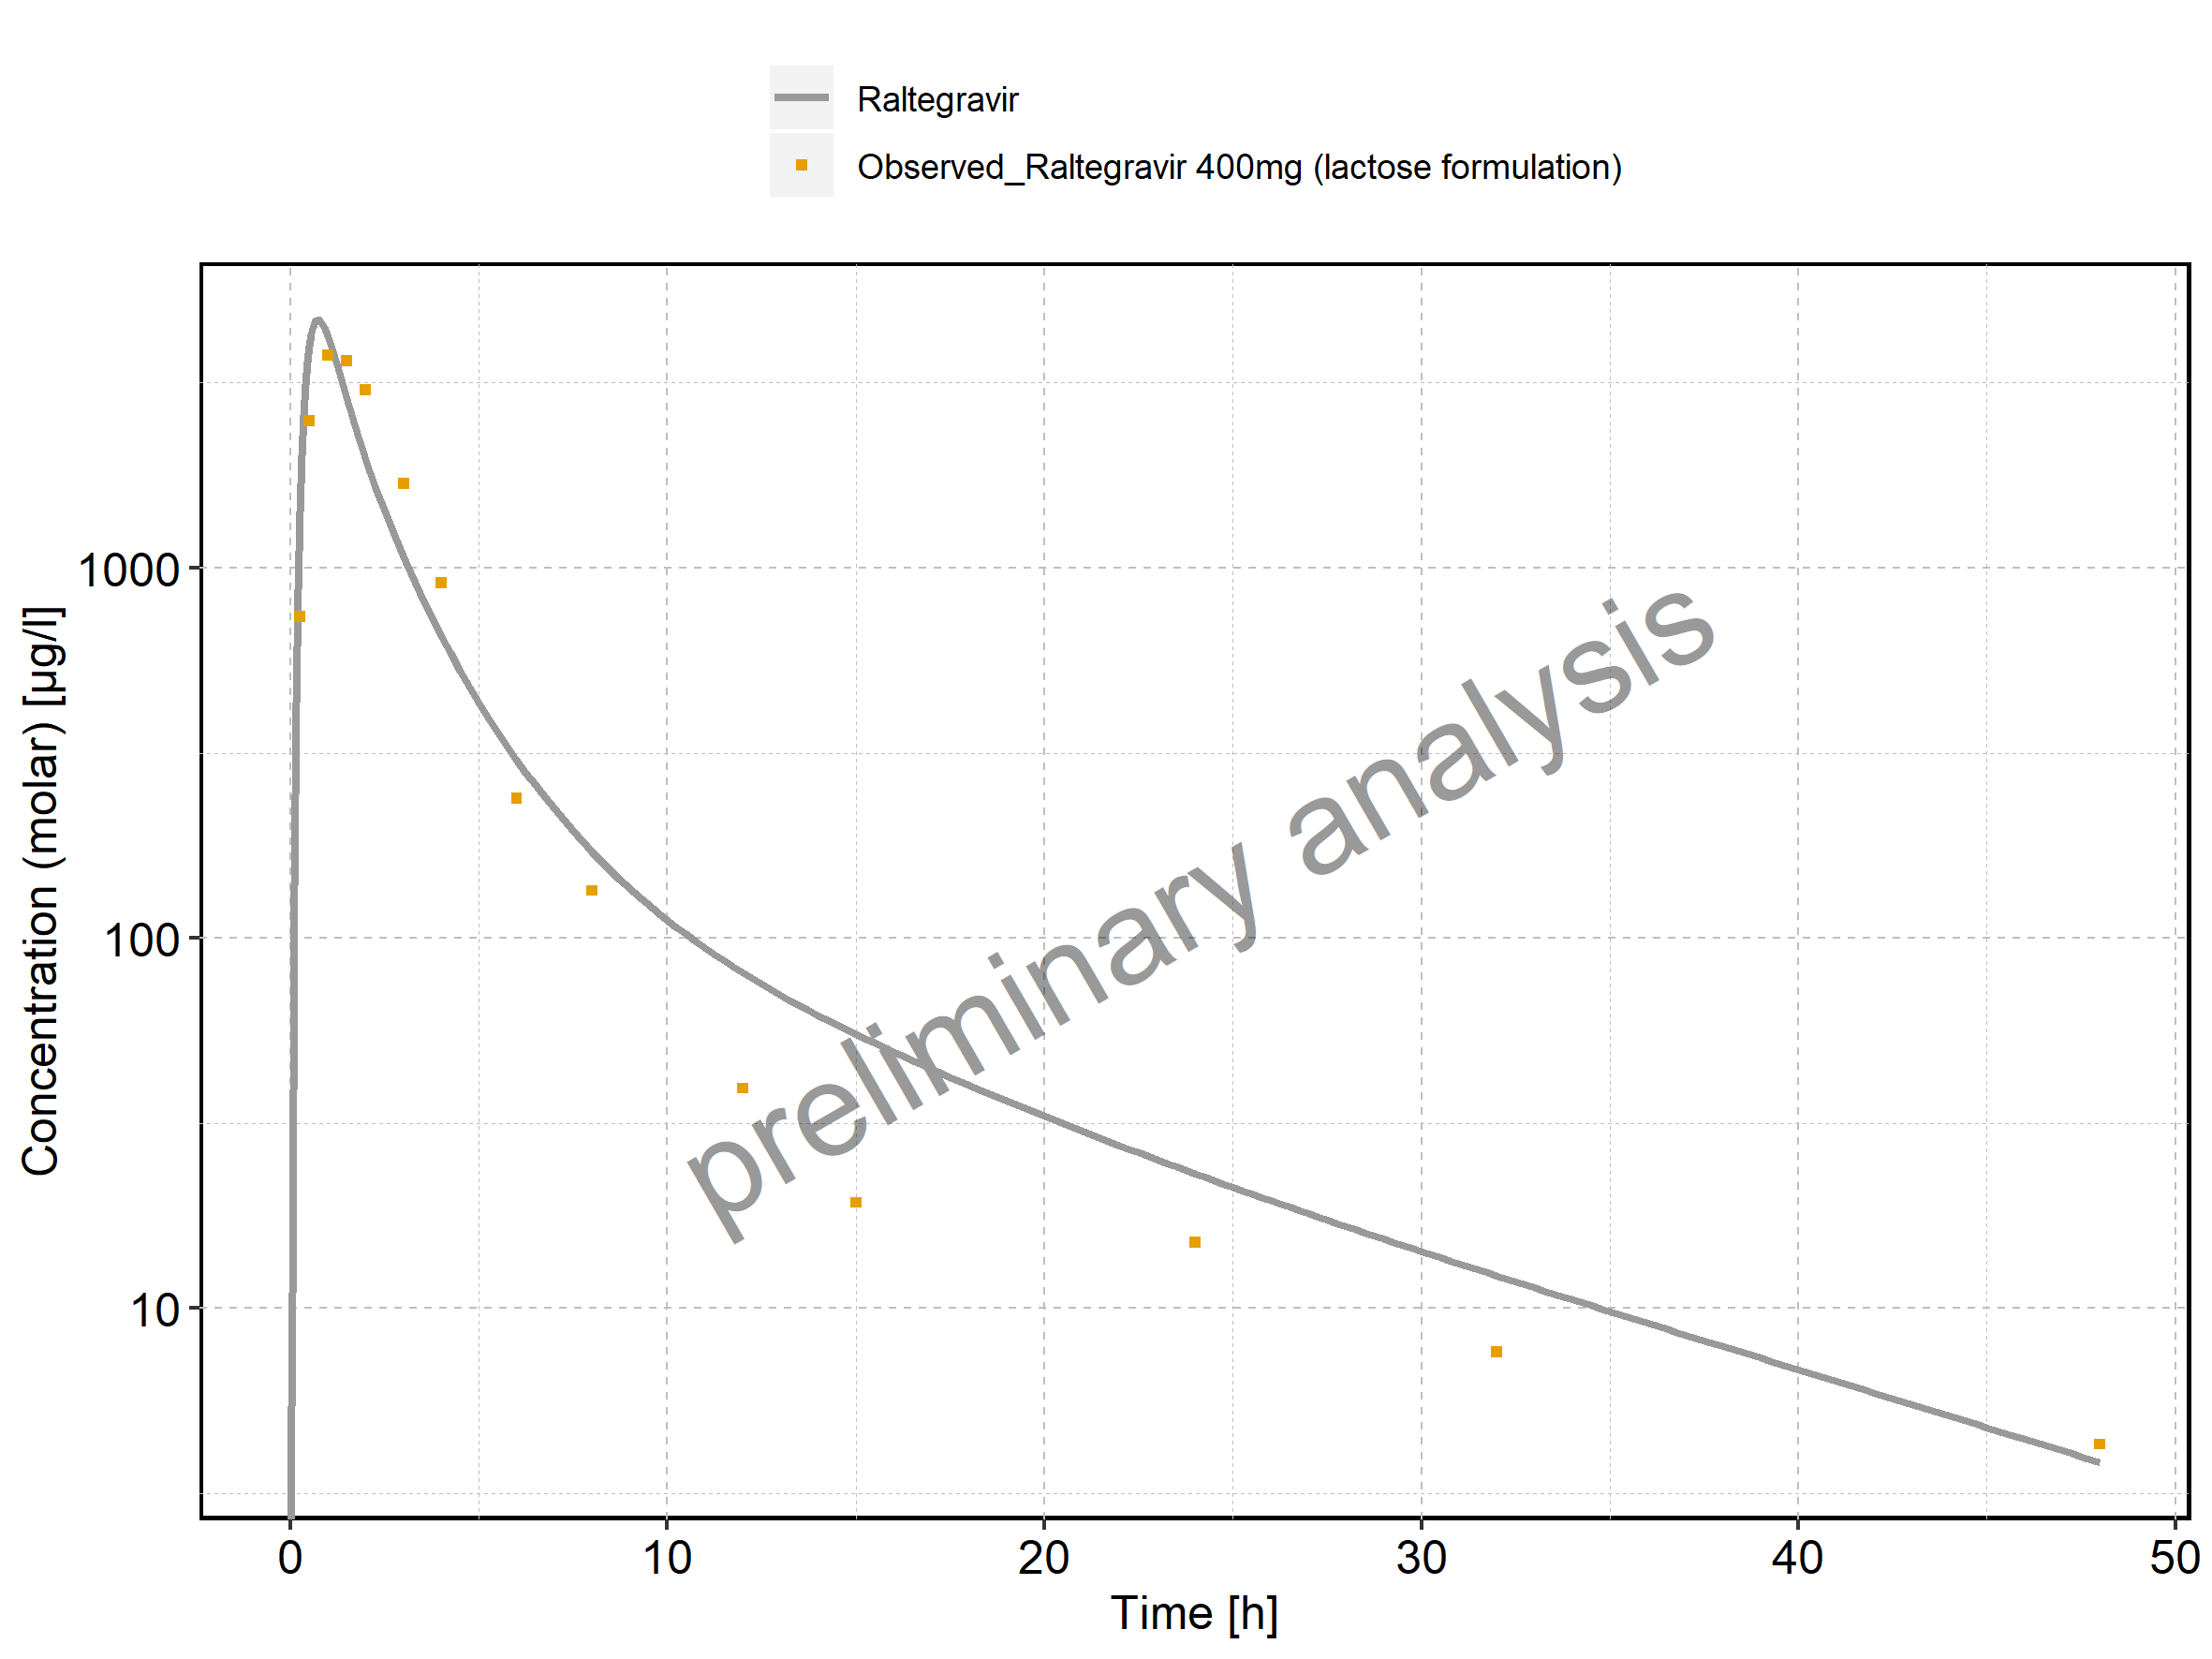 Raltegravir
Observed_Raltegravir 400mg (lactose formulation)
Concentration (molar) [µg/l]
1000
100
10
preliminary analysis
0 10 20 30 40 50
Time [h]